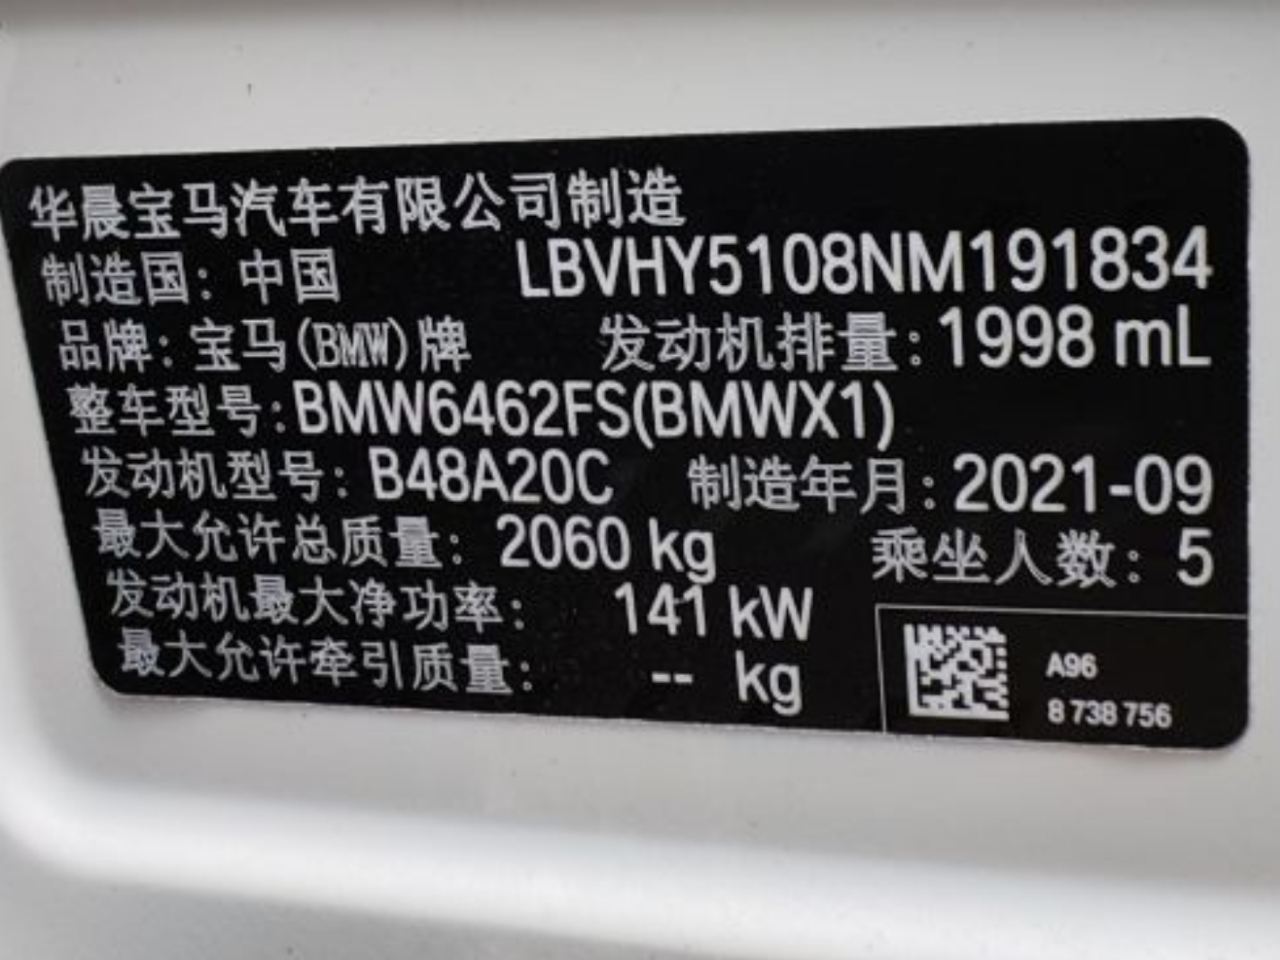 华晨宝马汽车有限公司制造
制造国：中国 LBVHY5108NM191834
品牌：宝马(BMW)牌 发动机排量：1998 mL
整车型号：BMW6462FS(BMWX1)
发动机型号：B48A20C 制造年月：2021-09
最大允许总质量：2060 kg 乘坐人数：5
发动机最大净功率：141 kW
最大允许牵引质量：-- kg
A96
8 738 756